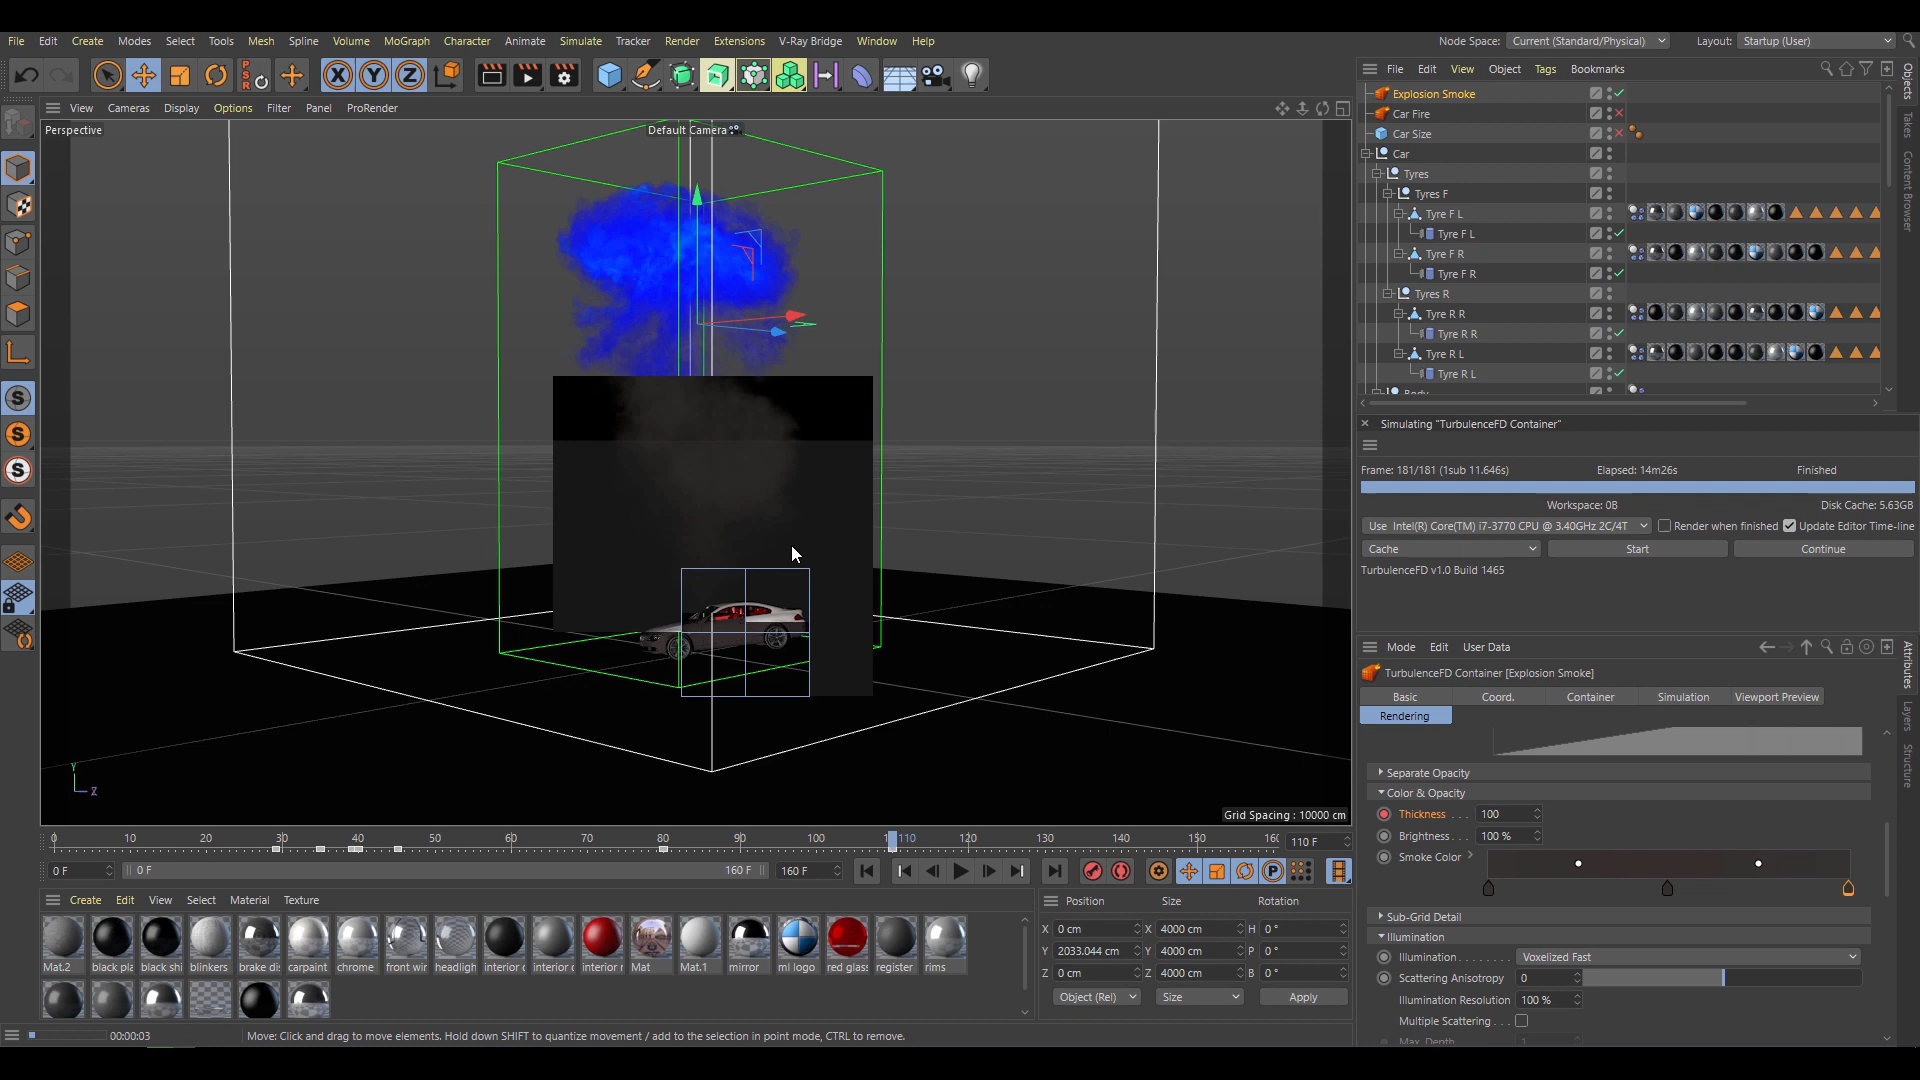 File Edit Create Modes Select Tools Mesh Spline Volume MoGraph Character Animate Simulate Tracker Render Extensions V-Ray Bridge Window Help
Node Space: Current (Standard/Physical) Layout: Startup (User)
File Edit View Object Tags Bookmarks
View Cameras Display Options Filter Panel ProRender
Perspective
Default Camera
Explosion Smoke
Car Fire
Car Size
Car
Tyres
Tyres F
Tyre F L
Tyre F L
Tyre F R
Tyre F R
Tyres R
Tyre R R
Tyre R R
Tyre R L
Tyre R L
Objects
Takes
Content Browser
Simulating "TurbulenceFD Container"
Frame: 181/181 (1sub 11.646s) Elapsed: 14m26s Finished
Workspace: 0B Disk Cache: 5.63GB
Use Intel(R) Core(TM) i7-3770 CPU @ 3.40GHz 2C/4T Render when finished Update Editor Time-line
Cache Start Continue
TurbulenceFD v1.0 Build 1465
Mode Edit User Data
TurbulenceFD Container [Explosion Smoke]
Basic Coord. Container Simulation Viewport Preview
Rendering
Separate Opacity
Color & Opacity
Thickness . . . 100
Brightness . . . 100 %
Smoke Color
Sub-Grid Detail
Illumination
Illumination . . . . . . . . Voxelized Fast
Scattering Anisotropy 0
Illumination Resolution 100 %
Multiple Scattering . . .
Max. Depth 1
Attributes
Layers
Structure
Y
Z
Grid Spacing : 10000 cm
0 10 20 30 40 50 60 70 80 90 100 110 120 130 140 150 110 F
0 F 0 F 160 F 160 F
Create Edit View Select Material Texture
Mat.2 black pla black shi blinkers brake di carpaint chrome front wir headligh interior c interior c interior r Mat Mat.1 mirror ml logo red glass register rims
Position Size Rotation
X 0 cm X 4000 cm H 0 °
Y 2033.044 cm Y 4000 cm P 0 °
Z 0 cm Z 4000 cm B 0 °
Object (Rel) Size Apply
00:00:03 Move: Click and drag to move elements. Hold down SHIFT to quantize movement / add to the selection in point mode, CTRL to remove.